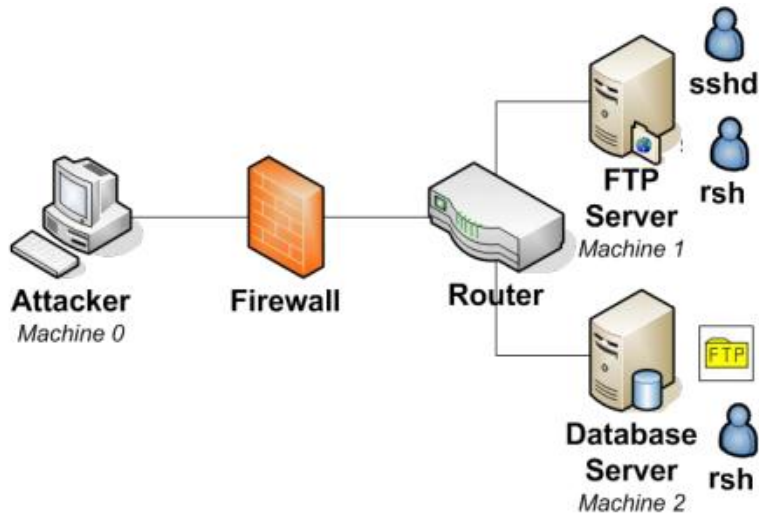 sshd
rsh
FTP
Server
Machine 1
Attacker
Machine 0
Firewall
Router
FTP
Database
Server
Machine 2
rsh